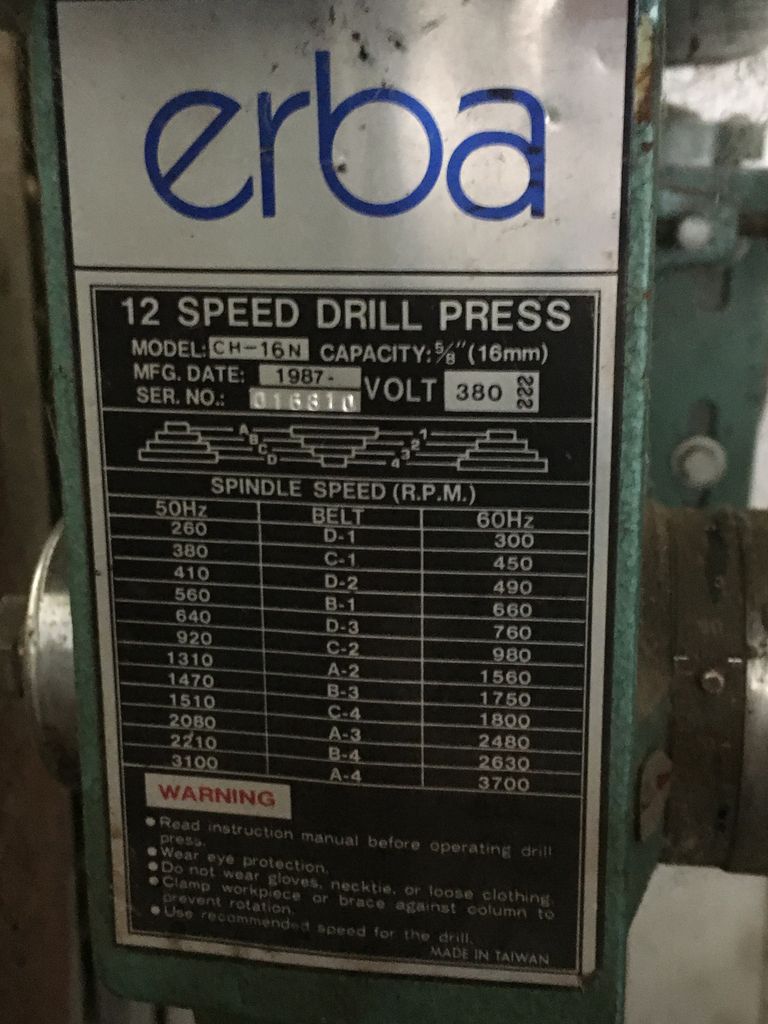 erba
12 SPEED DRILL PRESS
MODEL: CH-16N CAPACITY: 5/8" (16mm)
MFG. DATE: 1987- VOLT 380
SER. NO.: 016810
A B C D 1 2 3 4
SPINDLE SPEED (R.P.M.)
50Hz BELT 60Hz
260 D-1 300
380 C-1 450
410 D-2 490
560 B-1 660
640 D-3 760
920 C-2 980
1310 A-2 1560
1470 B-3 1750
1510 C-4 1800
2080 A-3 2480
2210 B-4 2630
3100 A-4 3700
WARNING
● Read instruction manual before operating drill
press.
● Wear eye protection.
● Do not wear gloves, necktie, or loose clothing
● Clamp workpiece or brace against column to
prevent rotation.
● Use recommended speed for the drill.
MADE IN TAIWAN